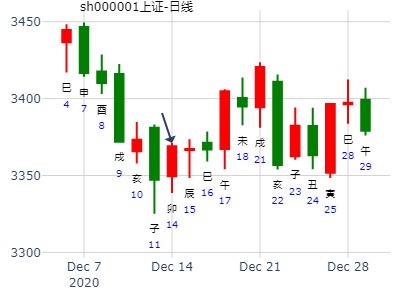 sh000001上证-日线
3450
3400
3350
3300
巳
4
申
7
酉
8
戌
9
亥
10
子
11
卯
14
辰
15
巳
16
午
17
未
18
戌
21
亥
22
子
23
丑
24
寅
25
巳
28
午
29
Dec 7
2020
Dec 14
Dec 21
Dec 28